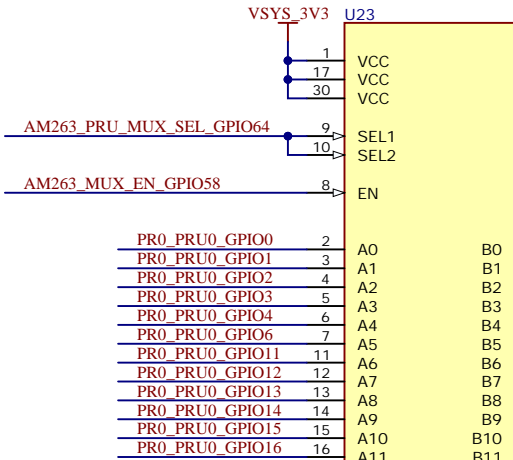 VSYS_3V3 U23
1 VCC
17 VCC
30 VCC
AM263_PRU_MUX_SEL_GPIO64 9 SEL1
10 SEL2
AM263_MUX_EN_GPIO58 8 EN
PR0_PRU0_GPIO0 2 A0 B0
PR0_PRU0_GPIO1 3 A1 B1
PR0_PRU0_GPIO2 4 A2 B2
PR0_PRU0_GPIO3 5 A3 B3
PR0_PRU0_GPIO4 6 A4 B4
PR0_PRU0_GPIO6 7 A5 B5
PR0_PRU0_GPIO11 11 A6 B6
PR0_PRU0_GPIO12 12 A7 B7
PR0_PRU0_GPIO13 13 A8 B8
PR0_PRU0_GPIO14 14 A9 B9
PR0_PRU0_GPIO15 15 A10 B10
PR0_PRU0_GPIO16 16 A11 B11